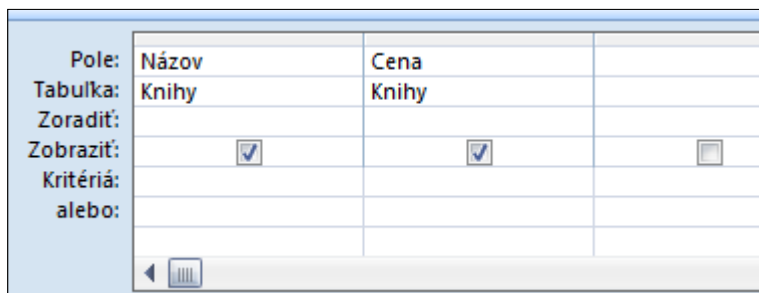 Pole: Názov Cena
Tabuľka: Knihy Knihy
Zoradiť:
Zobraziť:
Kritériá:
alebo: